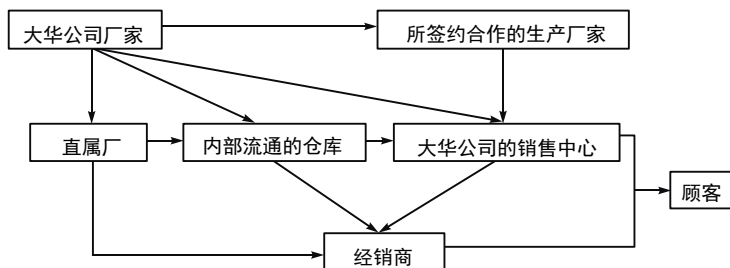 大华公司厂家
所签约合作的生产厂家
直属厂
内部流通的仓库
大华公司的销售中心
顾客
经销商